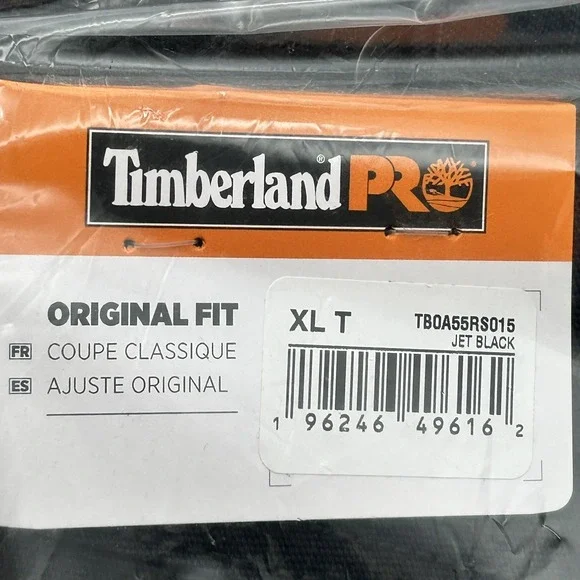 Timberland® PRO®
ORIGINAL FIT
FR COUPE CLASSIQUE
ES AJUSTE ORIGINAL
XL T TB0A55RS015
JET BLACK
1 96246 49616 2